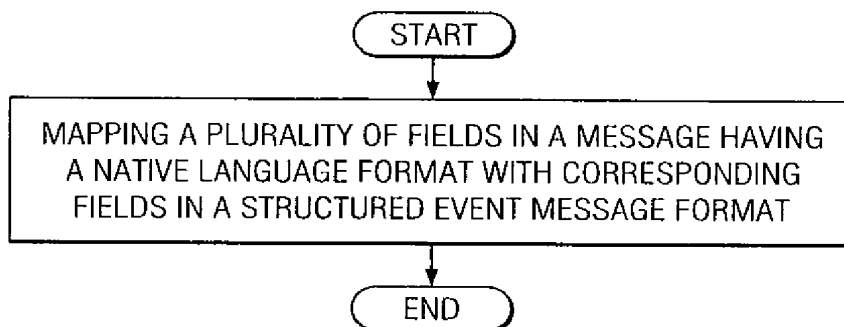 START
MAPPING A PLURALITY OF FIELDS IN A MESSAGE HAVING
A NATIVE LANGUAGE FORMAT WITH CORRESPONDING
FIELDS IN A STRUCTURED EVENT MESSAGE FORMAT
END